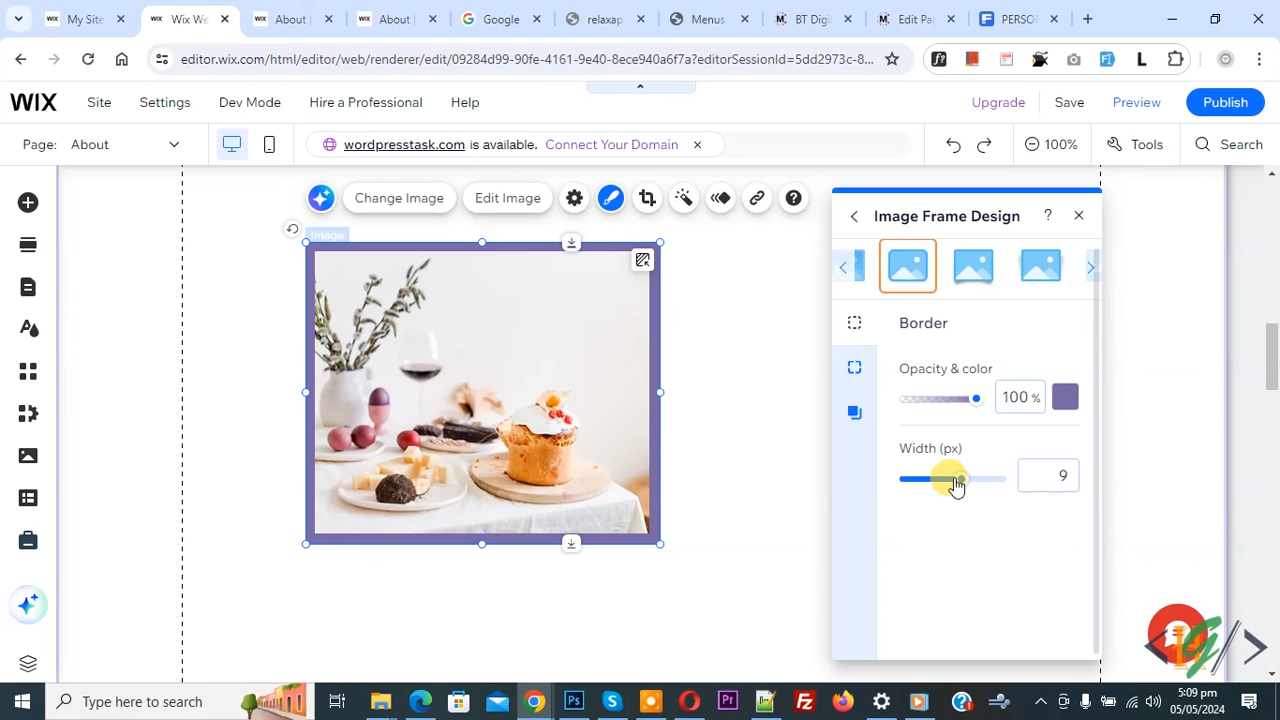 My Site
Wix We
About |
About |
Google
relaxap
Menus
BT Digi
Edit Pa
PERSO
editor.wix.com/html/editor/web/renderer/edit/09284d99-90fe-4161-9e40-8ece940a6f7a?editorSessionId=5dd2973c-8...
WIX
Site
Settings
Dev Mode
Hire a Professional
Help
Upgrade
Save
Preview
Publish
Page: About
wordpresstask.com is available. Connect Your Domain
100%
Tools
Search
Change Image
Edit Image
Image
Image Frame Design
?
Border
Opacity & color
100 %
Width (px)
9
Type here to search
5:09 pm
05/05/2024